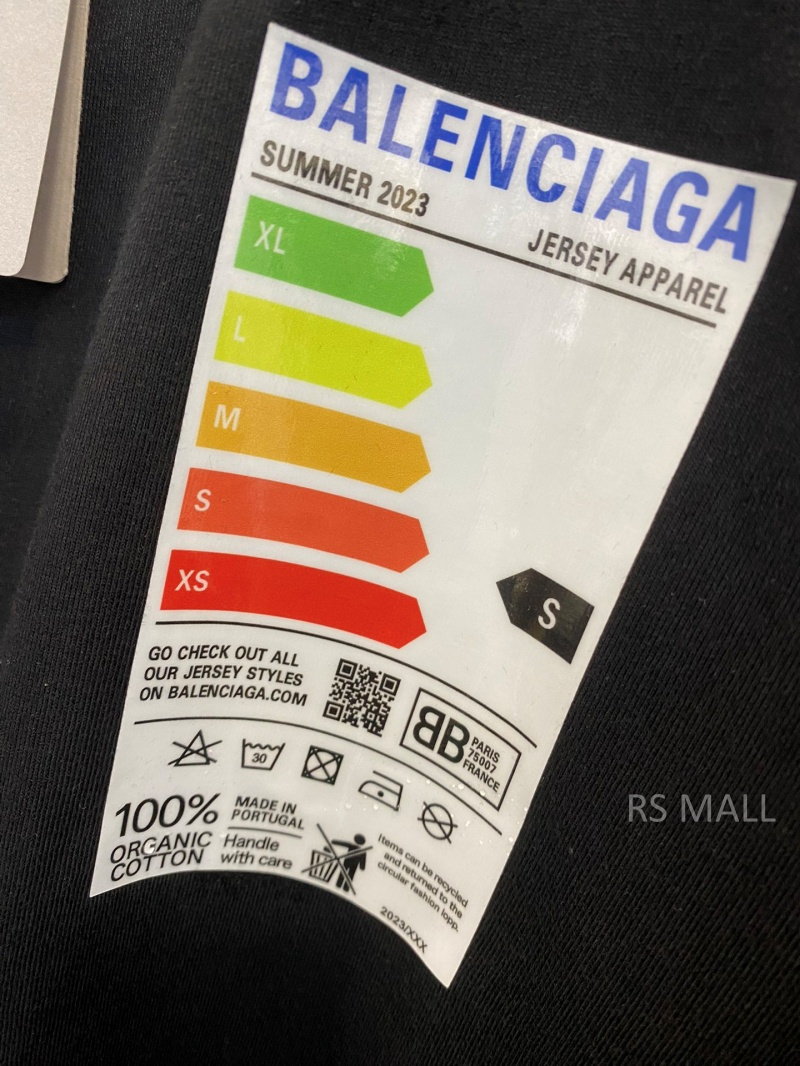 BALENCIAGA
SUMMER 2023
JERSEY APPAREL
XL
L
M
S
XS
S
GO CHECK OUT ALL
OUR JERSEY STYLES
ON BALENCIAGA.COM
BB
PARIS
75007
FRANCE
30
100%
ORGANIC
COTTON
MADE IN
PORTUGAL
Handle
with care
Items can be recycled
and returned to the
circular fashion lopp.
2023/XXX
RS MALL